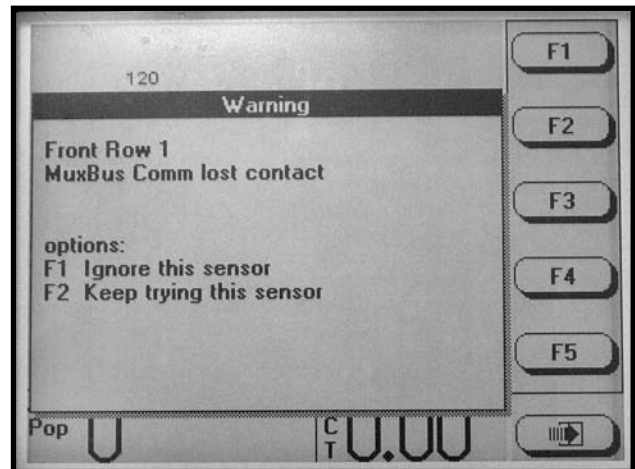 120
Warning
Front Row 1
MuxBus Comm lost contact
options:
F1 Ignore this sensor
F2 Keep trying this sensor
Pop
C
T
F1
F2
F3
F4
F5